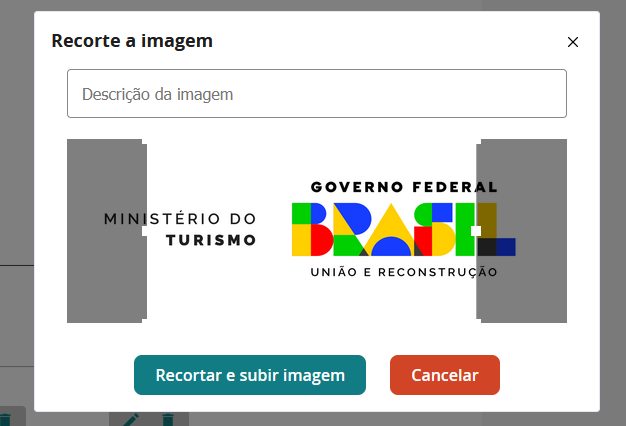 Recorte a imagem
Descrição da imagem
MINISTÉRIO DO
TURISMO
GOVERNO FEDERAL
BRASIL
UNIÃO E RECONSTRUÇÃO
Recortar e subir imagem
Cancelar